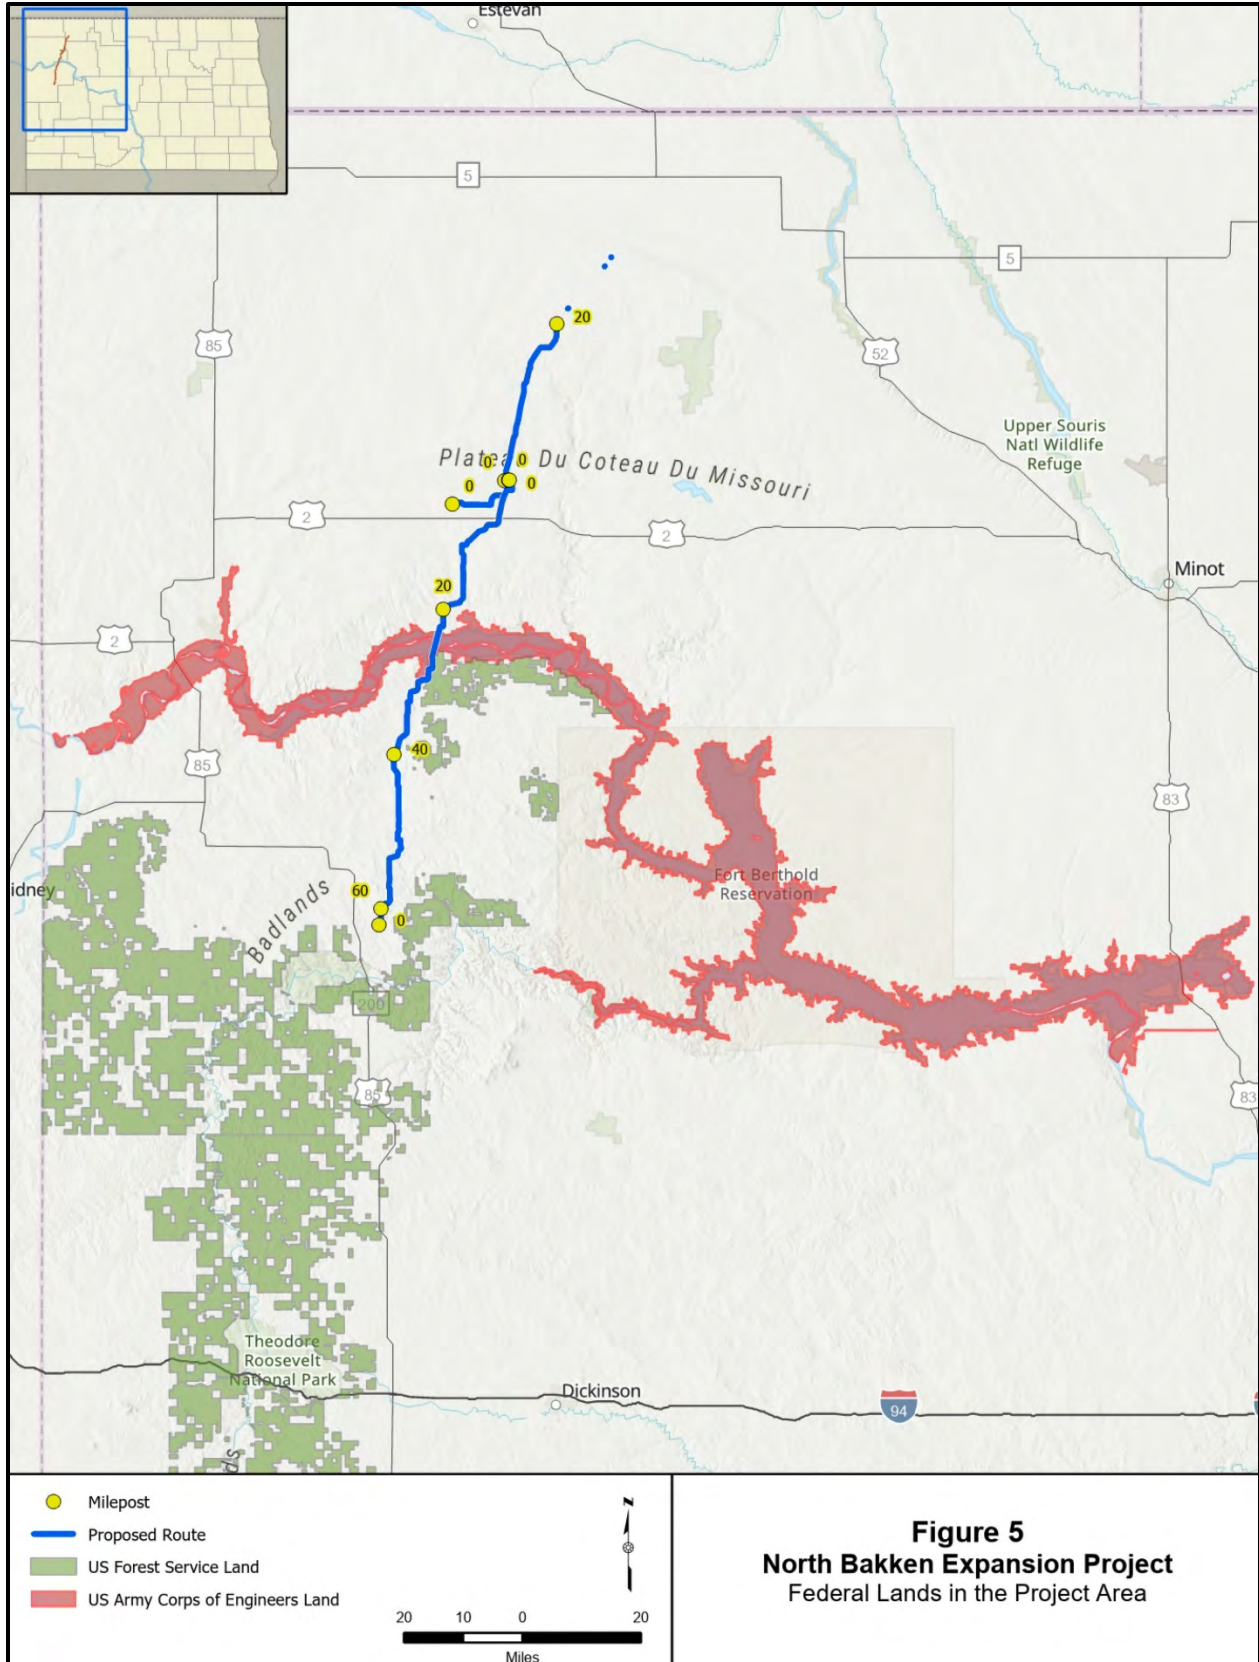 Estevan
5
5
20
85
52
Upper Souris
Natl Wildlife
Refuge
Plateau Du Coteau Du Missouri
0
0
0
0
2
2
20
Minot
2
85
40
83
idney
Badlands
60
0
Fort Berthold
Reservation
200
85
83
Theodore
Roosevelt
National Park
Dickinson
94
ds
Milepost
Proposed Route
US Forest Service Land
US Army Corps of Engineers Land
N
20 10 0 20
Miles
Figure 5
North Bakken Expansion Project
Federal Lands in the Project Area